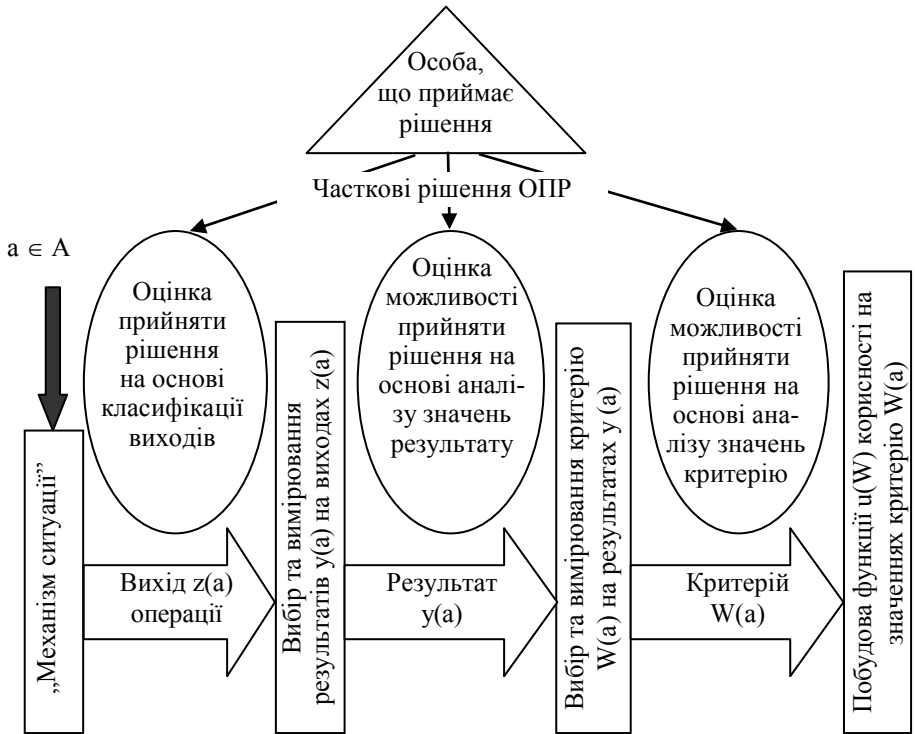 Особа,
що приймає
рішення
Часткові рішення ОПР
a ∈ A
Оцінка
прийняти
рішення
на основі
класифікації
виходів
Оцінка
можливості
прийняти
рішення на
основі аналі-
зу значень
результату
Оцінка
можливості
прийняти
рішення на
основі ана-
лізу значень
критерію
„Механізм ситуації”
Вихід z(a)
операції
Вибір та вимірювання
результатів y(a) на виходах z(a)
Результат
y(a)
Вибір та вимірювання критерію
W(a) на результатах y (a)
Критерій
W(a)
Побудова функції u(W) корисності на
значеннях критерію W(a)